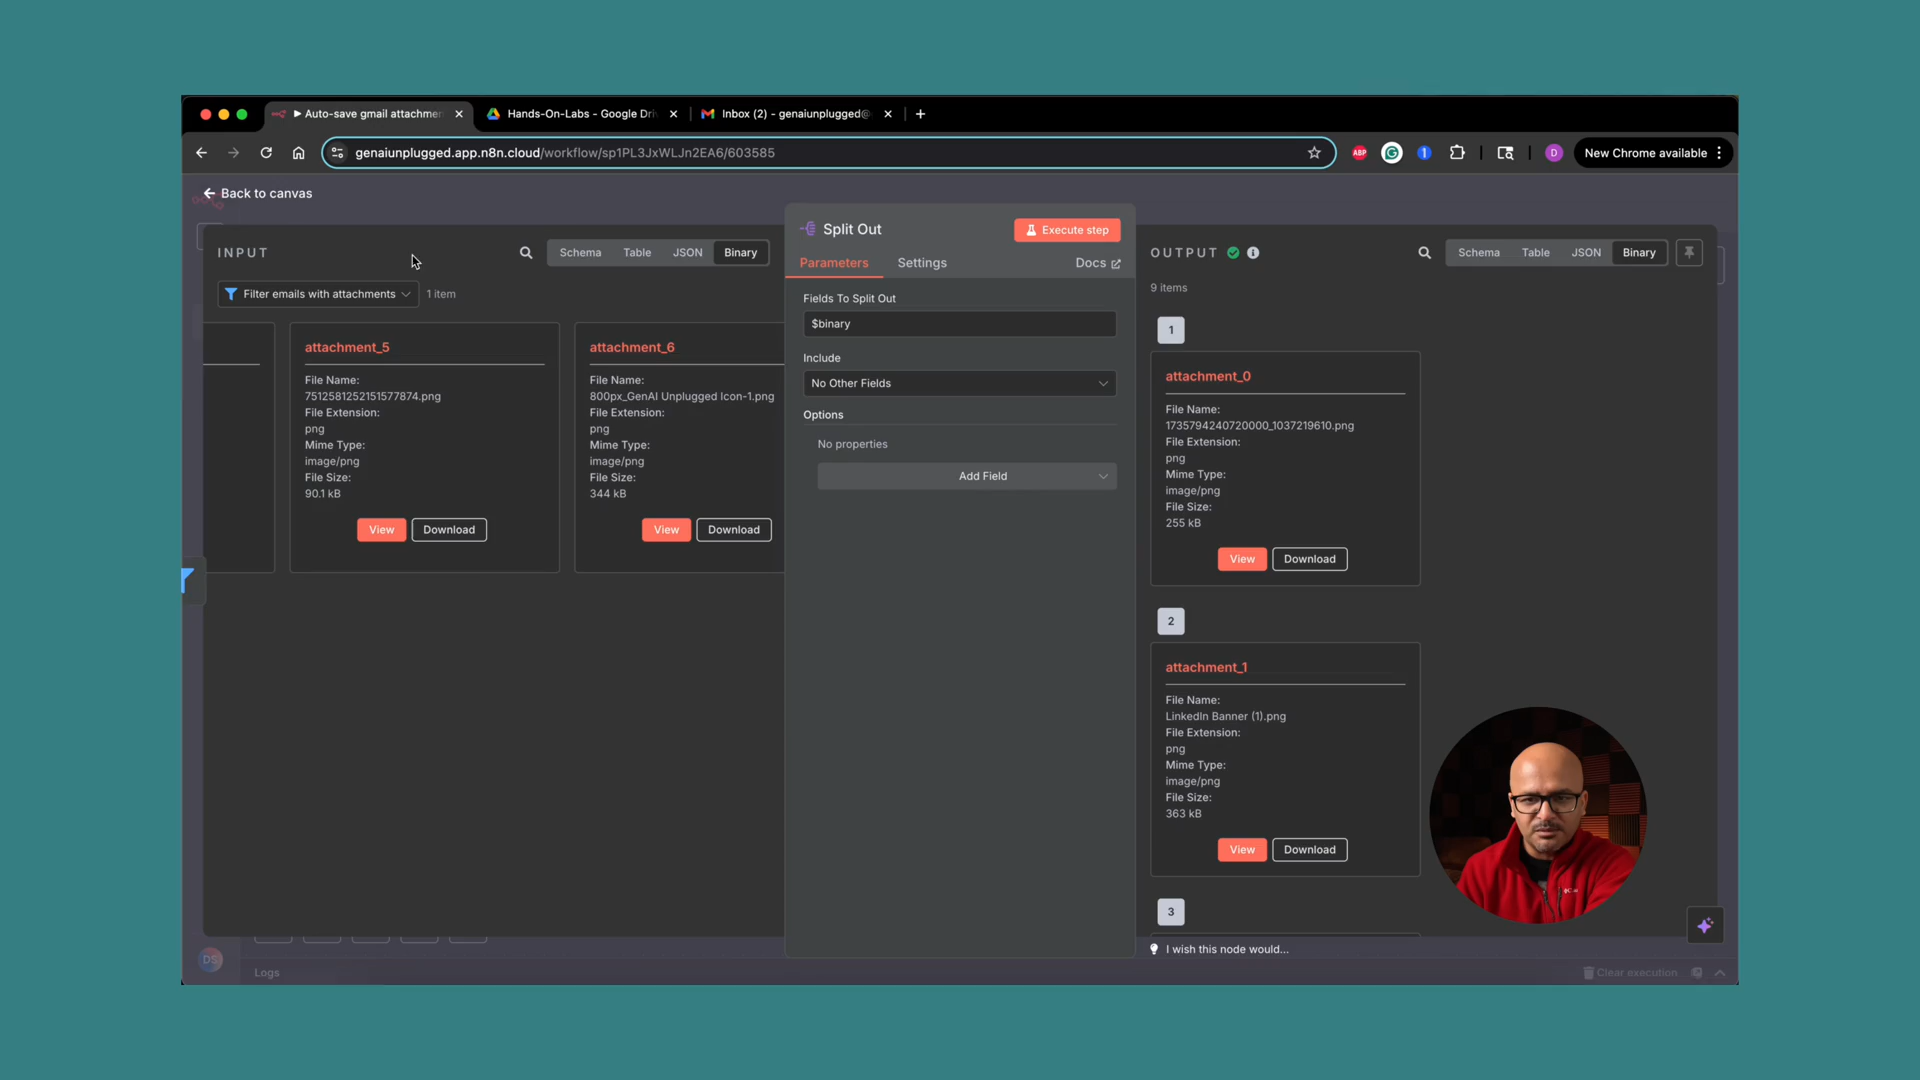 Auto-save gmail attachmen
Hands-On-Labs - Google Dri
Inbox (2) - genaiunplugged@
genaiunplugged.app.n8n.cloud/workflow/sp1PL3JxWLJn2EA6/603585
ABP
D
New Chrome available
Back to canvas
INPUT
Schema
Table
JSON
Binary
Filter emails with attachments
1 item
attachment_5
File Name:
7512581252151577874.png
File Extension:
png
Mime Type:
image/png
File Size:
90.1 kB
View
Download
attachment_6
File Name:
800px_GenAI Unplugged Icon-1.png
File Extension:
png
Mime Type:
image/png
File Size:
344 kB
View
Download
Split Out
Execute step
Parameters
Settings
Docs
Fields To Split Out
$binary
Include
No Other Fields
Options
No properties
Add Field
OUTPUT
Schema
Table
JSON
Binary
9 items
1
attachment_0
File Name:
1735794240720000_1037219610.png
File Extension:
png
Mime Type:
image/png
File Size:
255 kB
View
Download
2
attachment_1
File Name:
LinkedIn Banner (1).png
File Extension:
png
Mime Type:
image/png
File Size:
363 kB
View
Download
3
I wish this node would...
DS
Logs
Clear execution